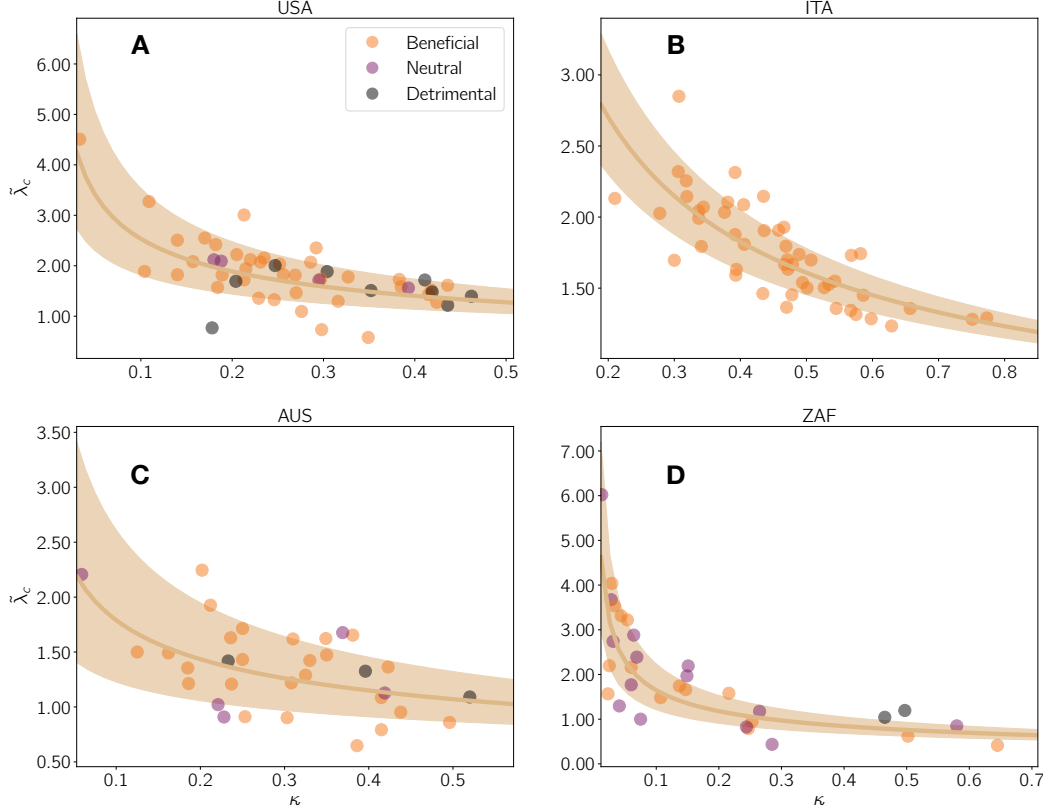 USA
A
Beneficial
Neutral
Detrimental
6.00
5.00
4.00
3.00
2.00
1.00
λ̃c
0.1 0.2 0.3 0.4 0.5
ITA
B
3.00
2.50
2.00
1.50
0.2 0.3 0.4 0.5 0.6 0.7 0.8
AUS
C
3.50
3.00
2.50
2.00
1.50
1.00
0.50
λ̃c
0.1 0.2 0.3 0.4 0.5
κ
ZAF
D
7.00
6.00
5.00
4.00
3.00
2.00
1.00
0.00
0.1 0.2 0.3 0.4 0.5 0.6 0.7
κ